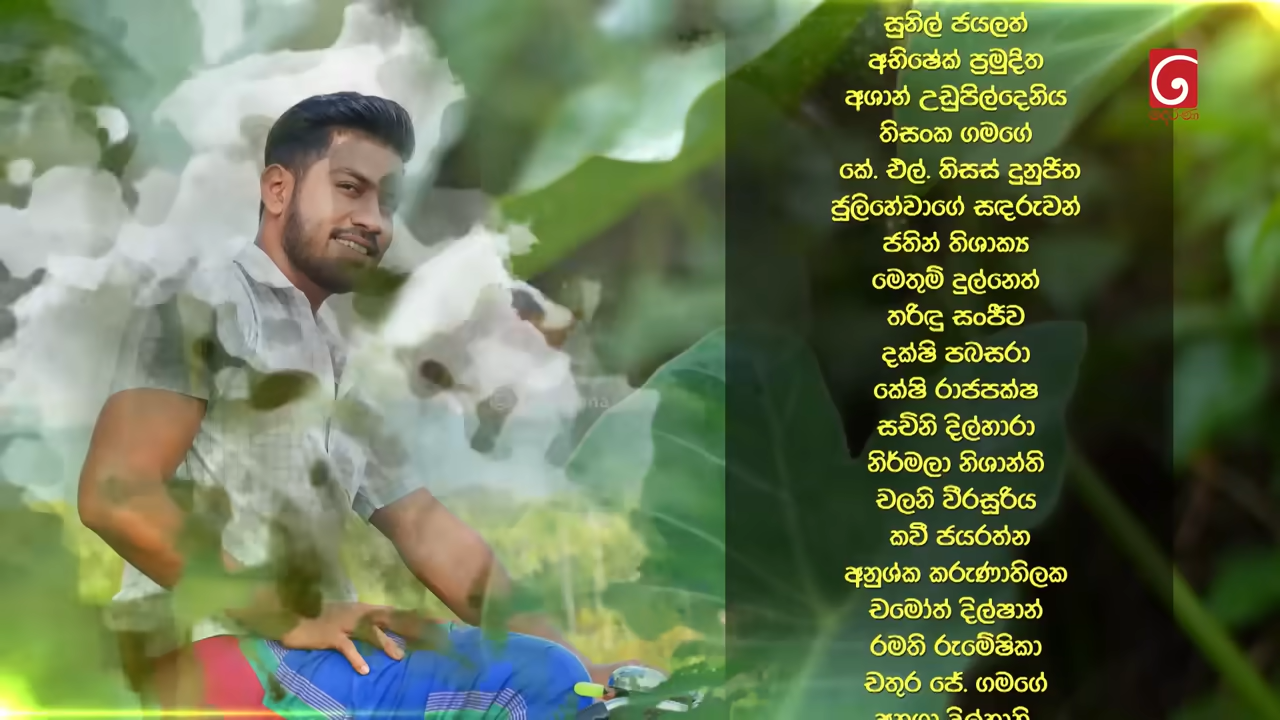 සුනිල් ජයලත්
අභිෂේක් ප්‍රමුදිත
අශාන් උඩුපිල්දෙනිය
තිසංක ගමගේ
කේ. එල්. තිසස් දුනුජිත
ජුලිහේවාගේ සඳරුවන්
ජතින් තිශාක්‍ය
මෙතුම් දුල්නෙත්
තරිඳු සංජීව
දක්ෂි පබසරා
කේෂි රාජපක්ෂ
සචිනි දිල්හාරා
නිර්මලා නිශාන්ති
චලනි වීරසූරිය
කවී ජයරත්න
අනුශ්ක කරුණාතිලක
චමෝත් දිල්ෂාන්
රමති රුමේෂිකා
චතුර ජේ. ගමගේ